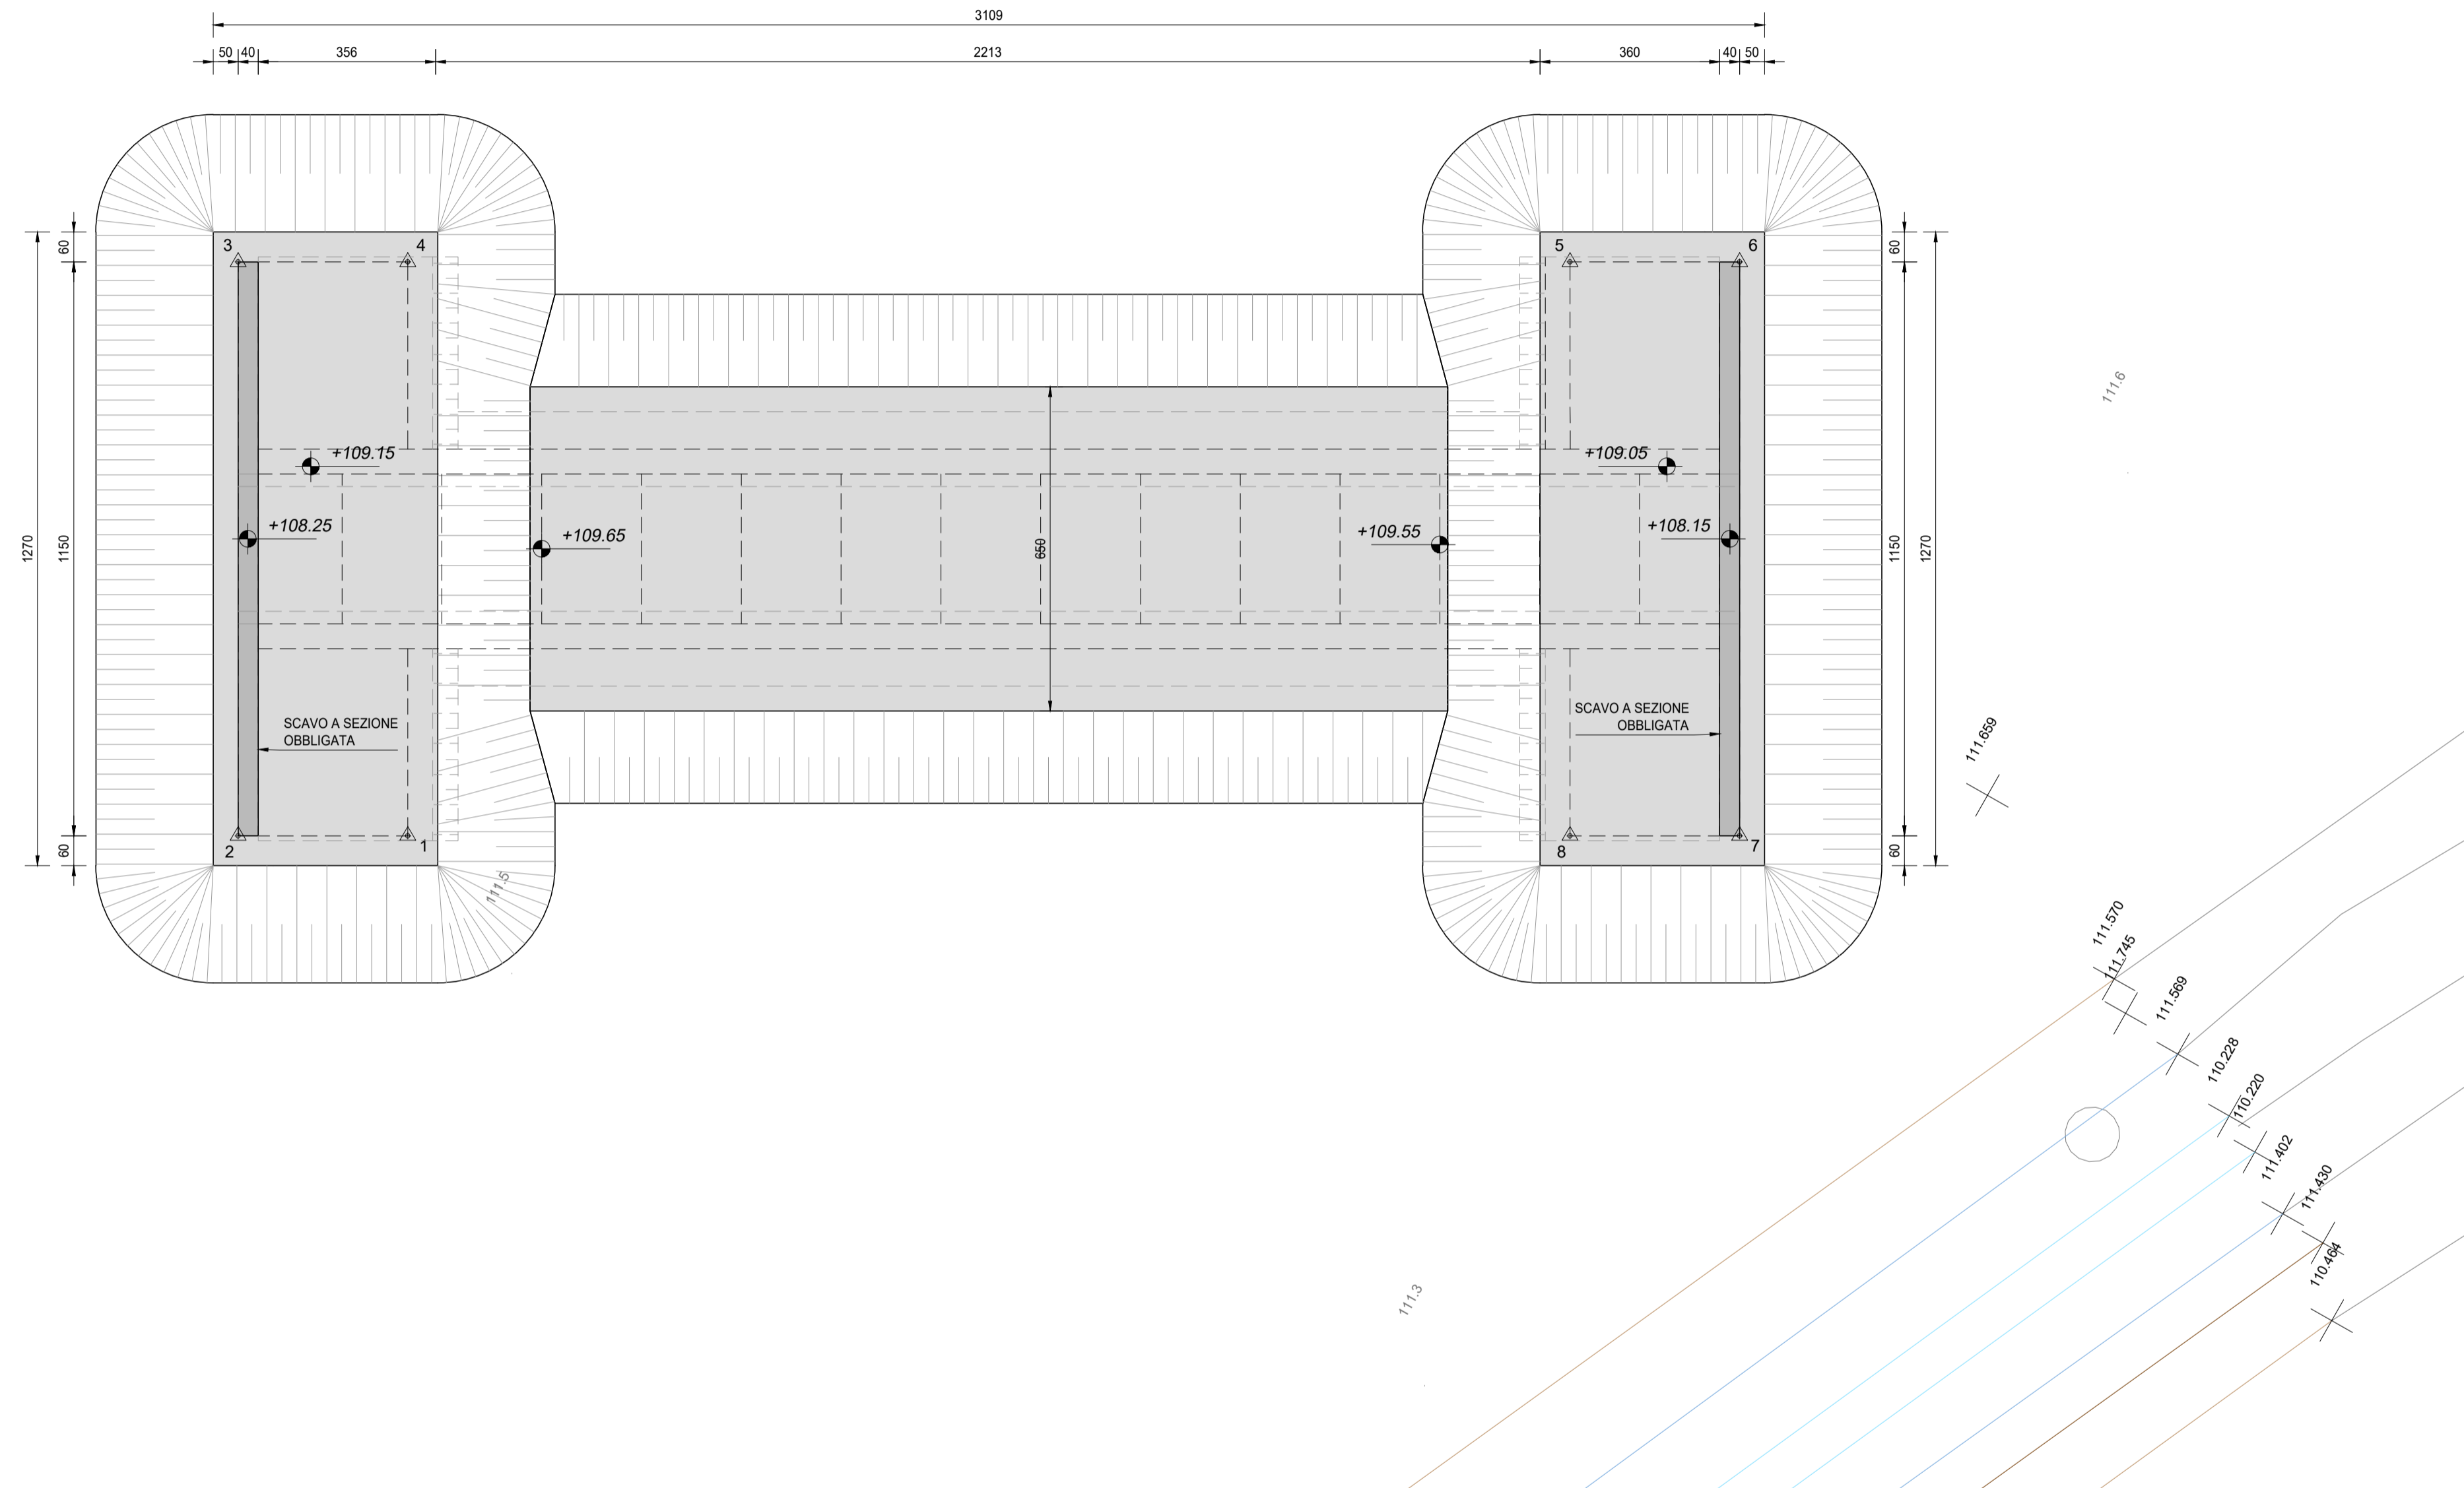 3109
50 40 356 2213 360 40 50
60 60
3 4 5 6
111.6
+109.15 +109.05
+108.25 +109.65 +109.55 +108.15
1270 1150 650 1150 1270
SCAVO A SEZIONE
OBBLIGATA
SCAVO A SEZIONE
OBBLIGATA
111.659
2 1 8 7
60 60
111.5
111.570
111.745
111.569
110.228
110.220
111.402
111.430
110.464
111.3